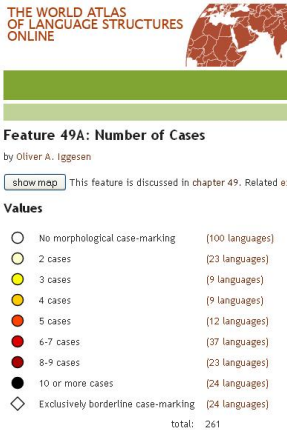 THE WORLD ATLAS
OF LANGUAGE STRUCTURES
ONLINE
Feature 49A: Number of Cases
by Oliver A. Iggesen
show map This feature is discussed in chapter 49. Related e
Values
No morphological case-marking (100 languages)
2 cases (23 languages)
3 cases (9 languages)
4 cases (9 languages)
5 cases (12 languages)
6-7 cases (37 languages)
8-9 cases (23 languages)
10 or more cases (24 languages)
Exclusively borderline case-marking (24 languages)
total: 261